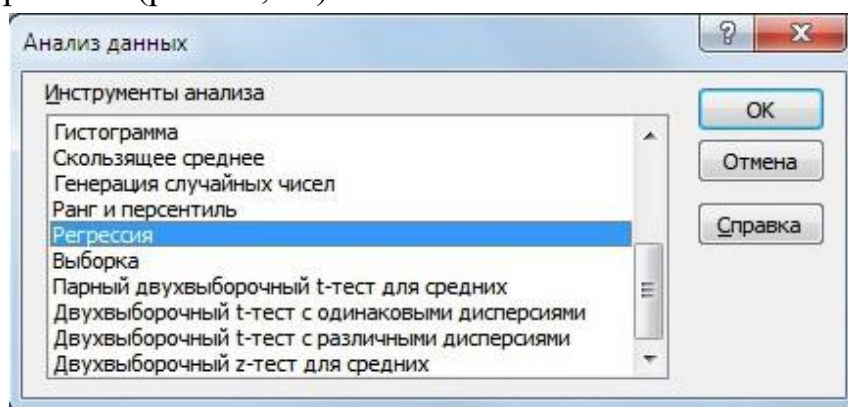 Анализ данных
Инструменты анализа
Гистограмма
Скользящее среднее
Генерация случайных чисел
Ранг и персентиль
Регрессия
Выборка
Парный двухвыборочный t-тест для средних
Двухвыборочный t-тест с одинаковыми дисперсиями
Двухвыборочный t-тест с различными дисперсиями
Двухвыборочный z-тест для средних
ОК
Отмена
Справка